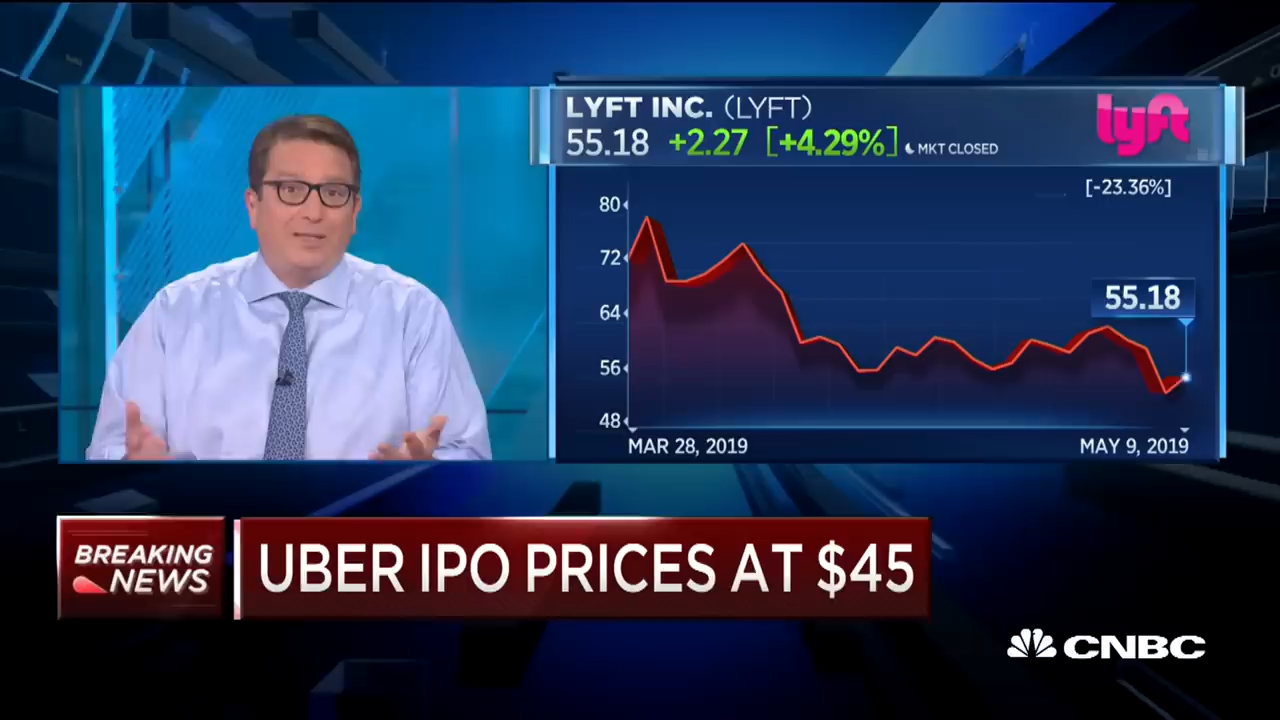 LYFT INC. (LYFT)
55.18 +2.27 [+4.29%] MKT CLOSED
lyft
[-23.36%]
80
72
64
56
48
55.18
MAR 28, 2019 MAY 9, 2019
BREAKING
NEWS
UBER IPO PRICES AT $45
CNBC